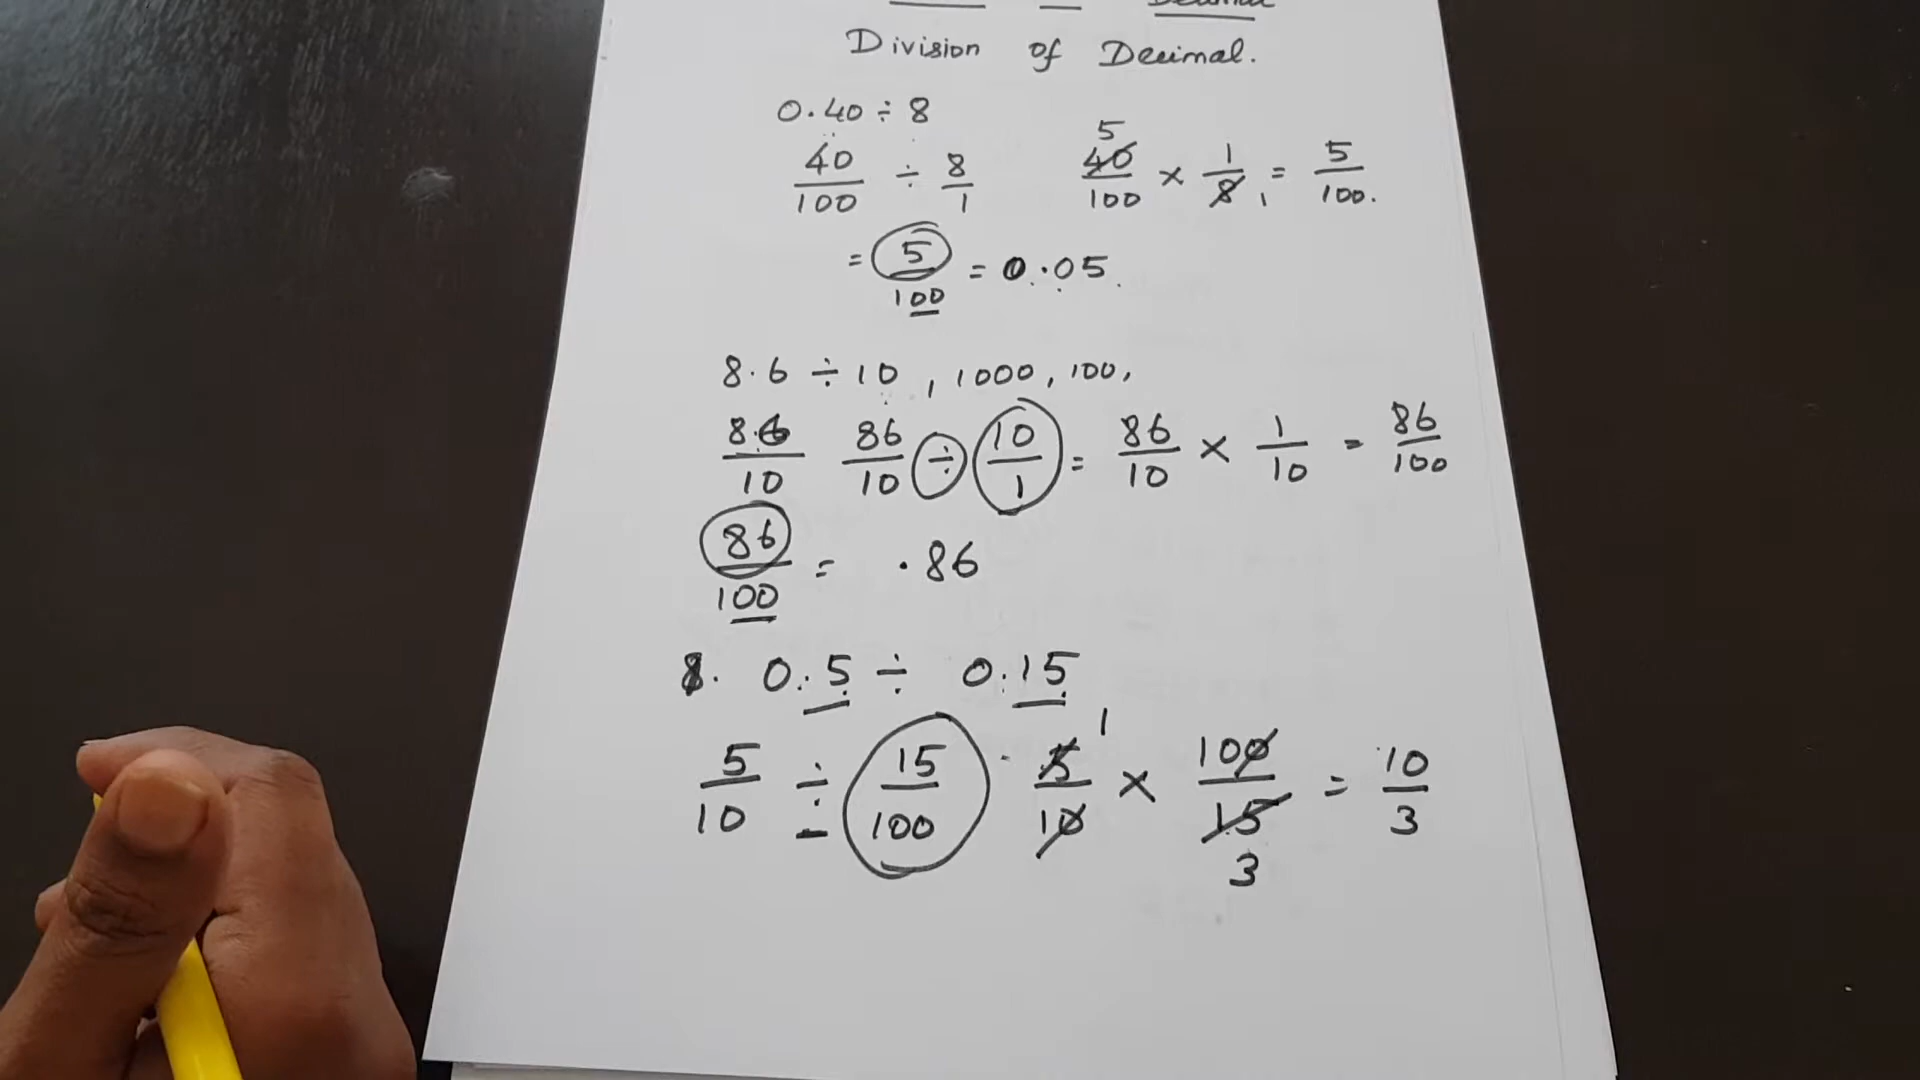 Division of Decimal.
0.40 ÷ 8
40/100 ÷ 8/1 5 40/100 × 1/8 1 = 5/100.
= 5/100 = 0.05
8.6 ÷ 10, 1000, 100,
8.6/10 86/10 ÷ 10/1 = 86/10 × 1/10 = 86/100
86/100 = .86
0.5 ÷ 0.15
5/10 ÷ 15/100 5/10 1 × 100/15 3 = 10/3